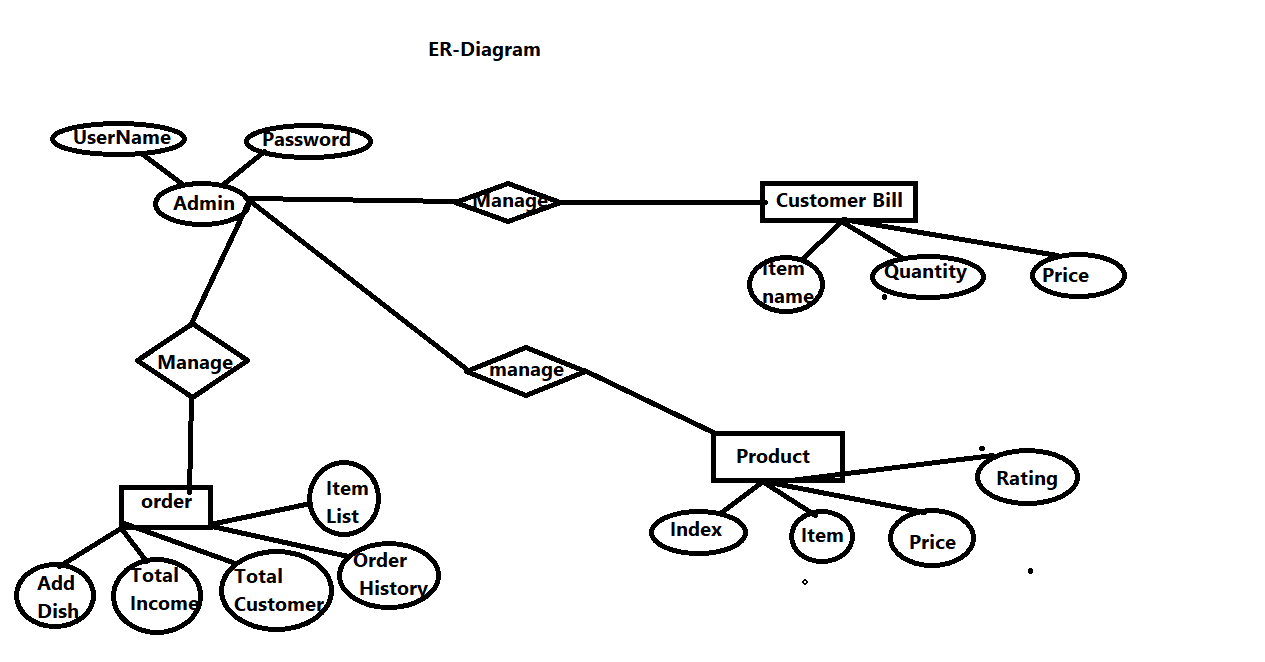 ER-Diagram
UserName
Password
Admin
Manage
Customer Bill
Item
name
Quantity
Price
Manage
manage
Product
Rating
Index
Item
Price
order
Item
List
Order
History
Add
Dish
Total
Income
Total
Customer